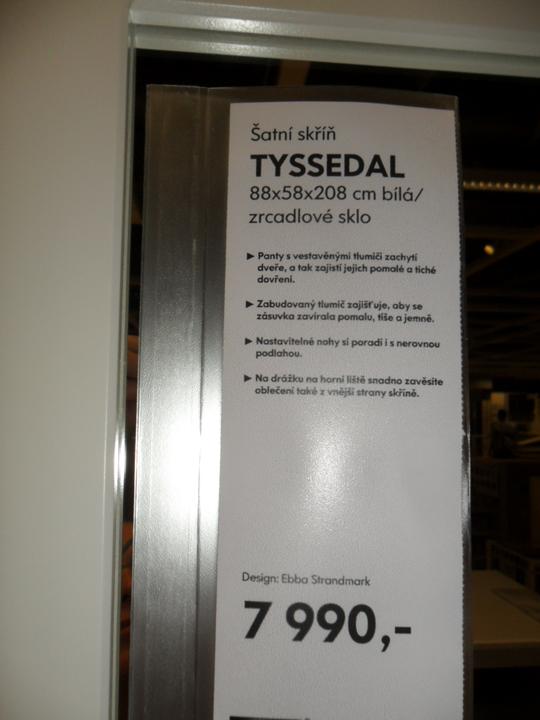 Šatní skříň
TYSSEDAL
88x58x208 cm bílá/
zrcadlové sklo
► Panty s vestavěnými tlumiči zachytí
dveře, a tak zajistí jejich pomalé a tiché
dovření.
► Zabudovaný tlumič zajišťuje, aby se
zásuvka zavírala pomalu, tiše a jemně.
► Nastavitelné nohy si poradí i s nerovnou
podlahou.
► Na drážku na horní liště snadno zavěsíte
oblečení také z vnější strany skříně.
Design: Ebba Strandmark
7 990,-